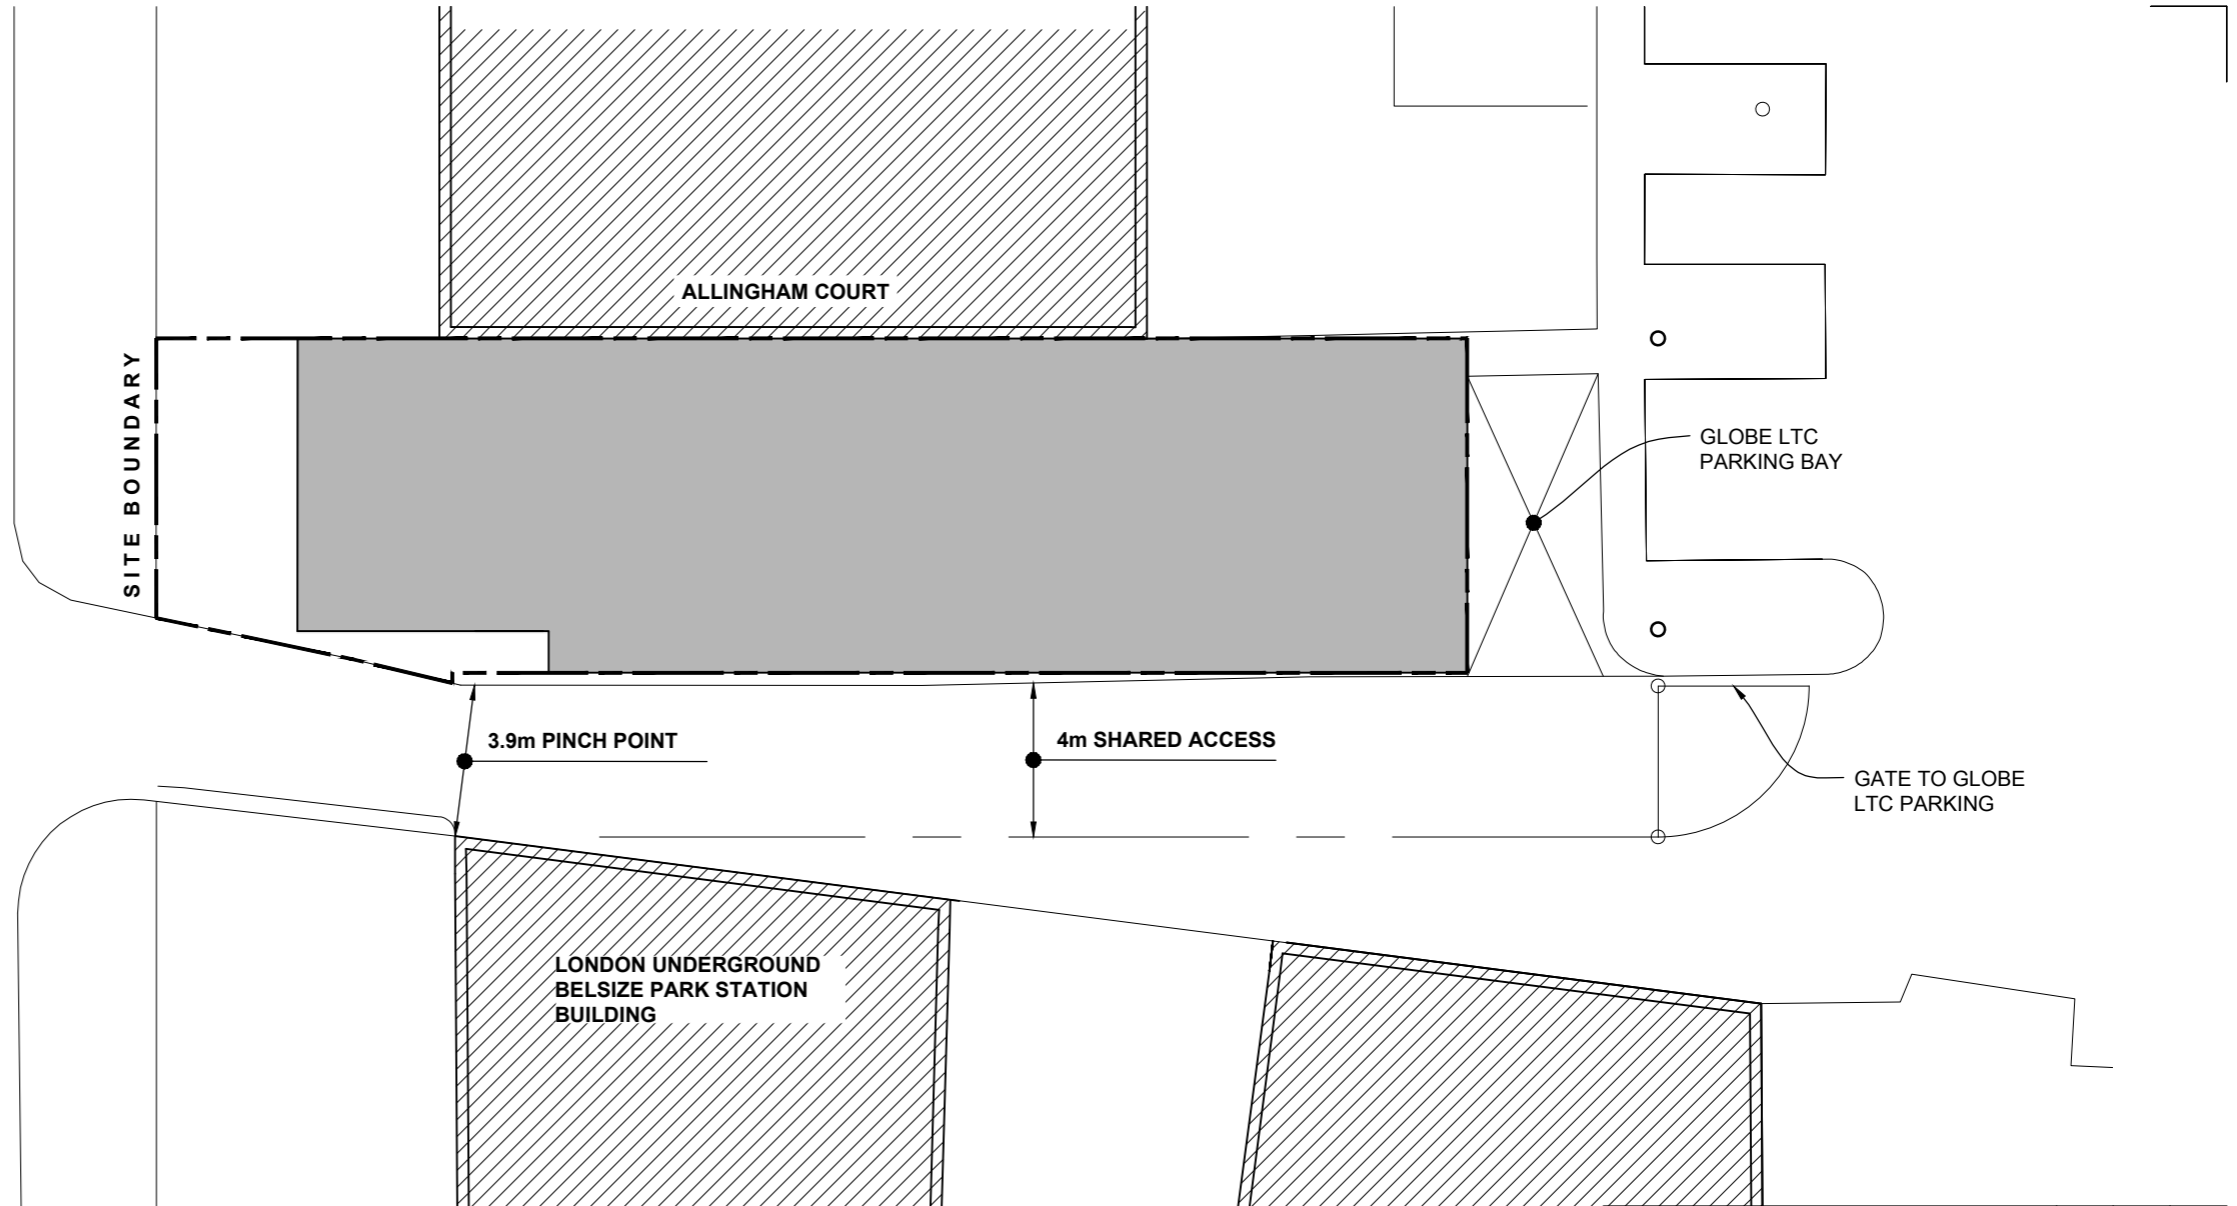 ALLINGHAM COURT
SITE BOUNDARY
GLOBE LTC
PARKING BAY
3.9m PINCH POINT
4m SHARED ACCESS
GATE TO GLOBE
LTC PARKING
LONDON UNDERGROUND
BELSIZE PARK STATION
BUILDING